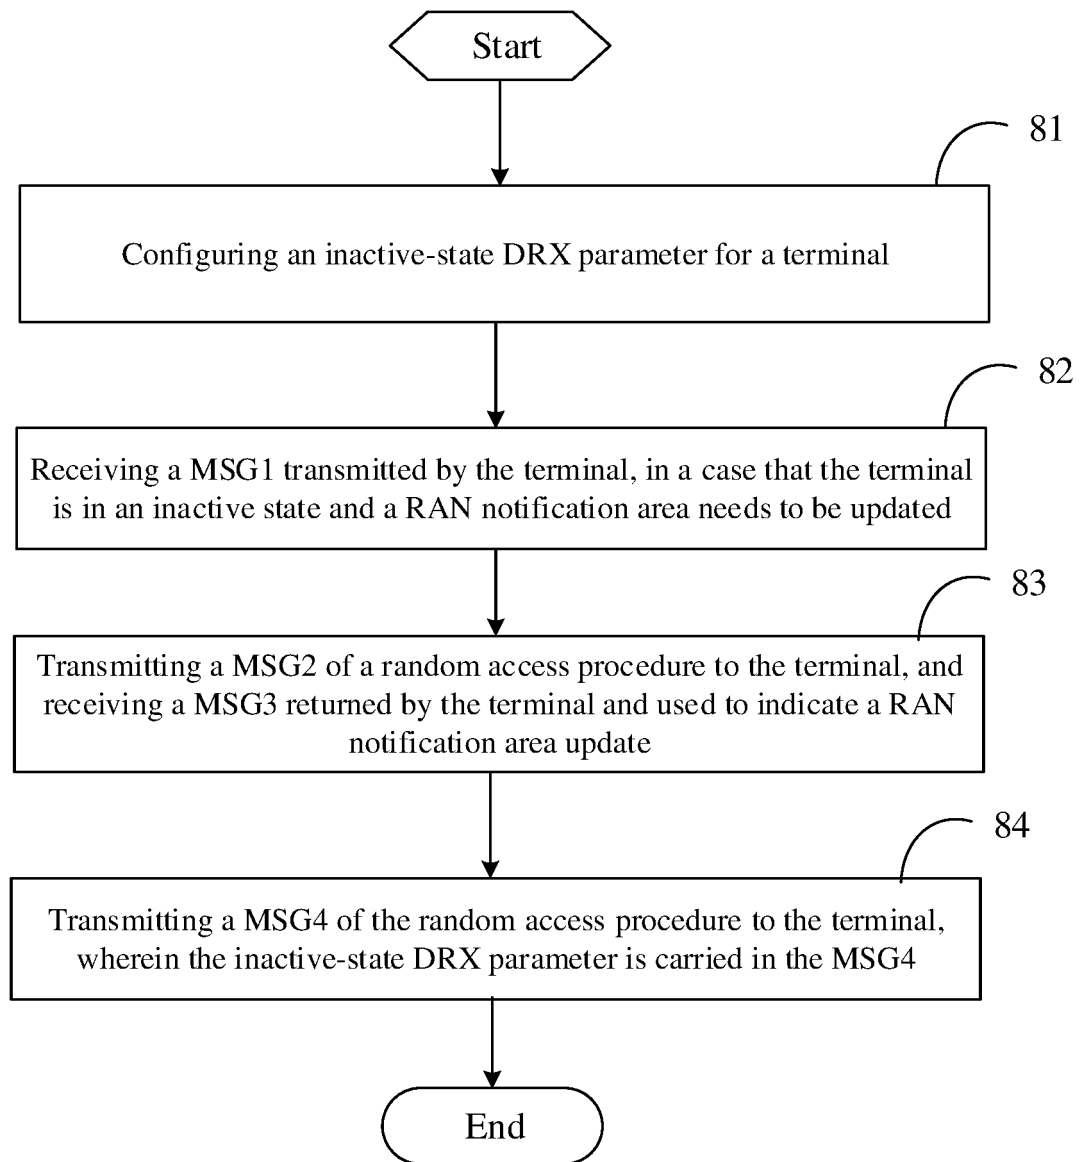 Start
81
Configuring an inactive-state DRX parameter for a terminal
82
Receiving a MSG1 transmitted by the terminal, in a case that the terminal
is in an inactive state and a RAN notification area needs to be updated
83
Transmitting a MSG2 of a random access procedure to the terminal, and
receiving a MSG3 returned by the terminal and used to indicate a RAN
notification area update
84
Transmitting a MSG4 of the random access procedure to the terminal,
wherein the inactive-state DRX parameter is carried in the MSG4
End